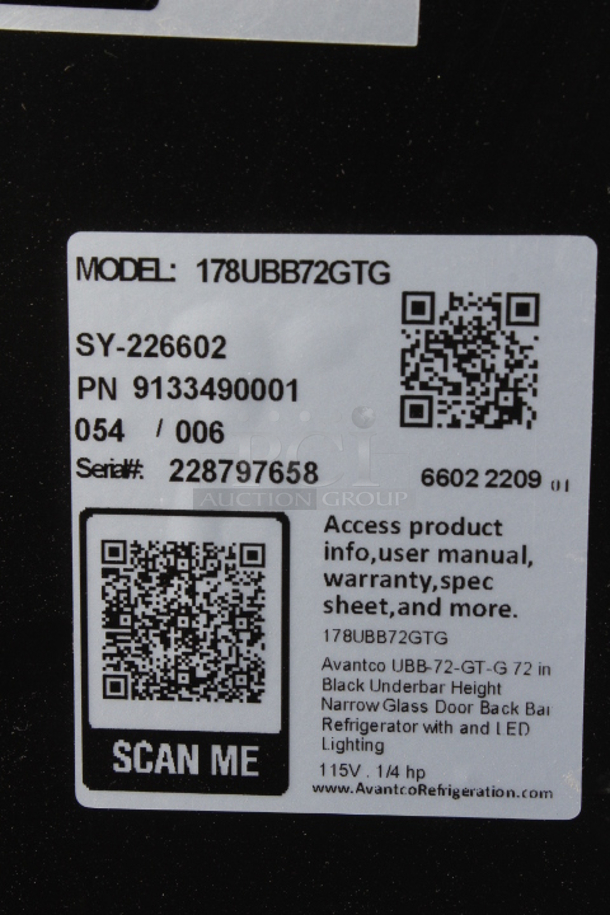 MODEL: 178UBB72GTG
SY-226602
PN 9133490001
054 / 006
Serial#: 228797658
6602 2209 01
AUCTION GROUP
Access product
info,user manual,
warranty,spec
sheet,and more.
178UBB72GTG
Avantco UBB-72-GT-G 72 in
Black Underbar Height
Narrow Glass Door Back Bar
Refrigerator with and LED
Lighting
115V . 1/4 hp
www.AvantcoRefrigeration.com
SCAN ME